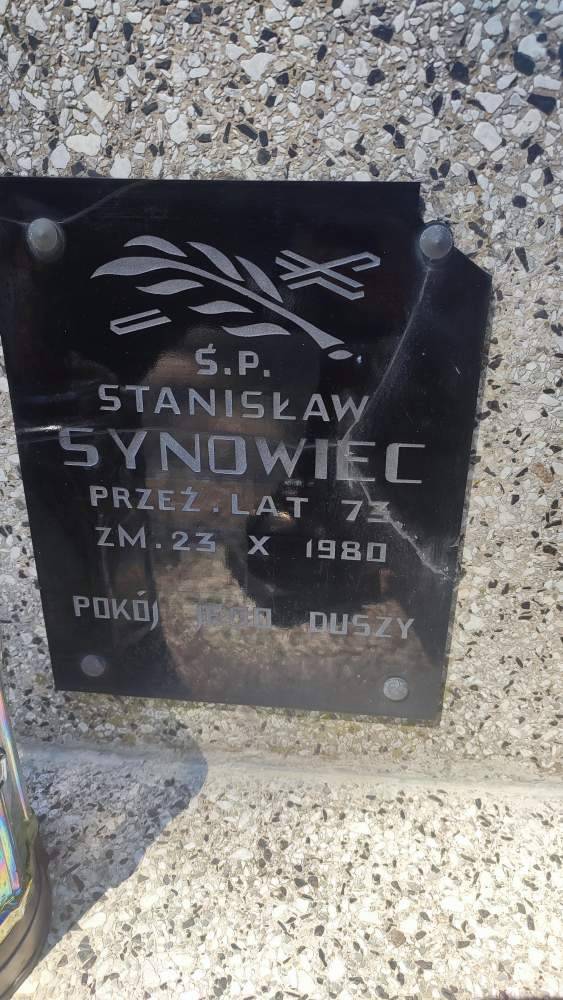 Ś.P.
STANISŁAW
SYNOWIEC
PRZEŻ. LAT 73
ZM. 23 X 1980
POKÓJ JEGO DUSZY